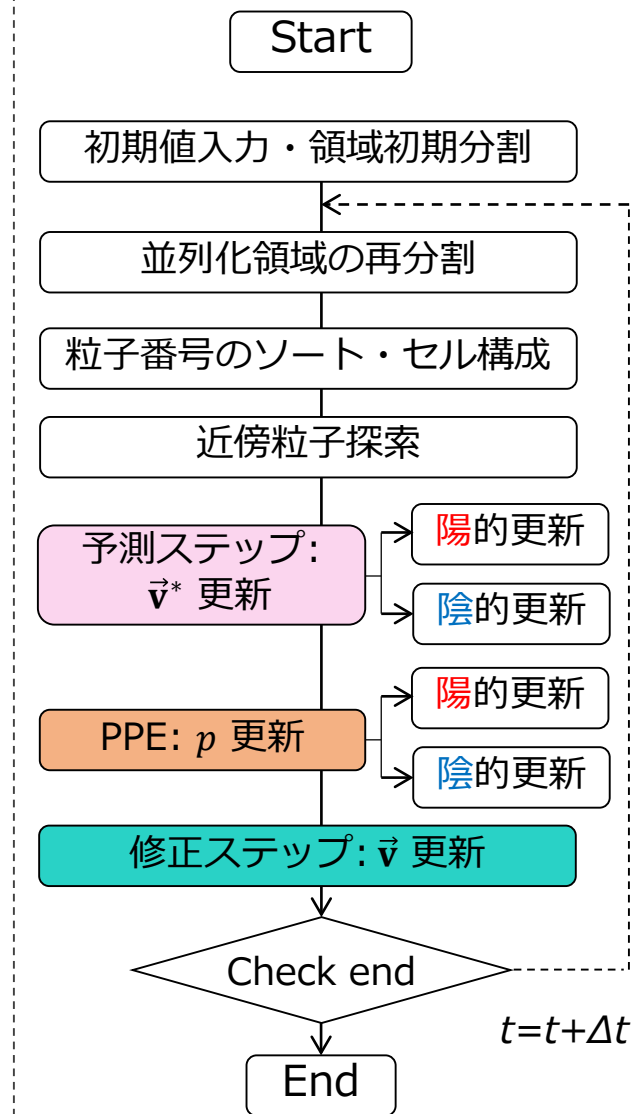 Start
初期値入力・領域初期分割
並列化領域の再分割
粒子番号のソート・セル構成
近傍粒子探索
予測ステップ:
v⃗* 更新
陽的更新
陰的更新
PPE: p 更新
陽的更新
陰的更新
修正ステップ: v⃗ 更新
Check end
t=t+Δt
End